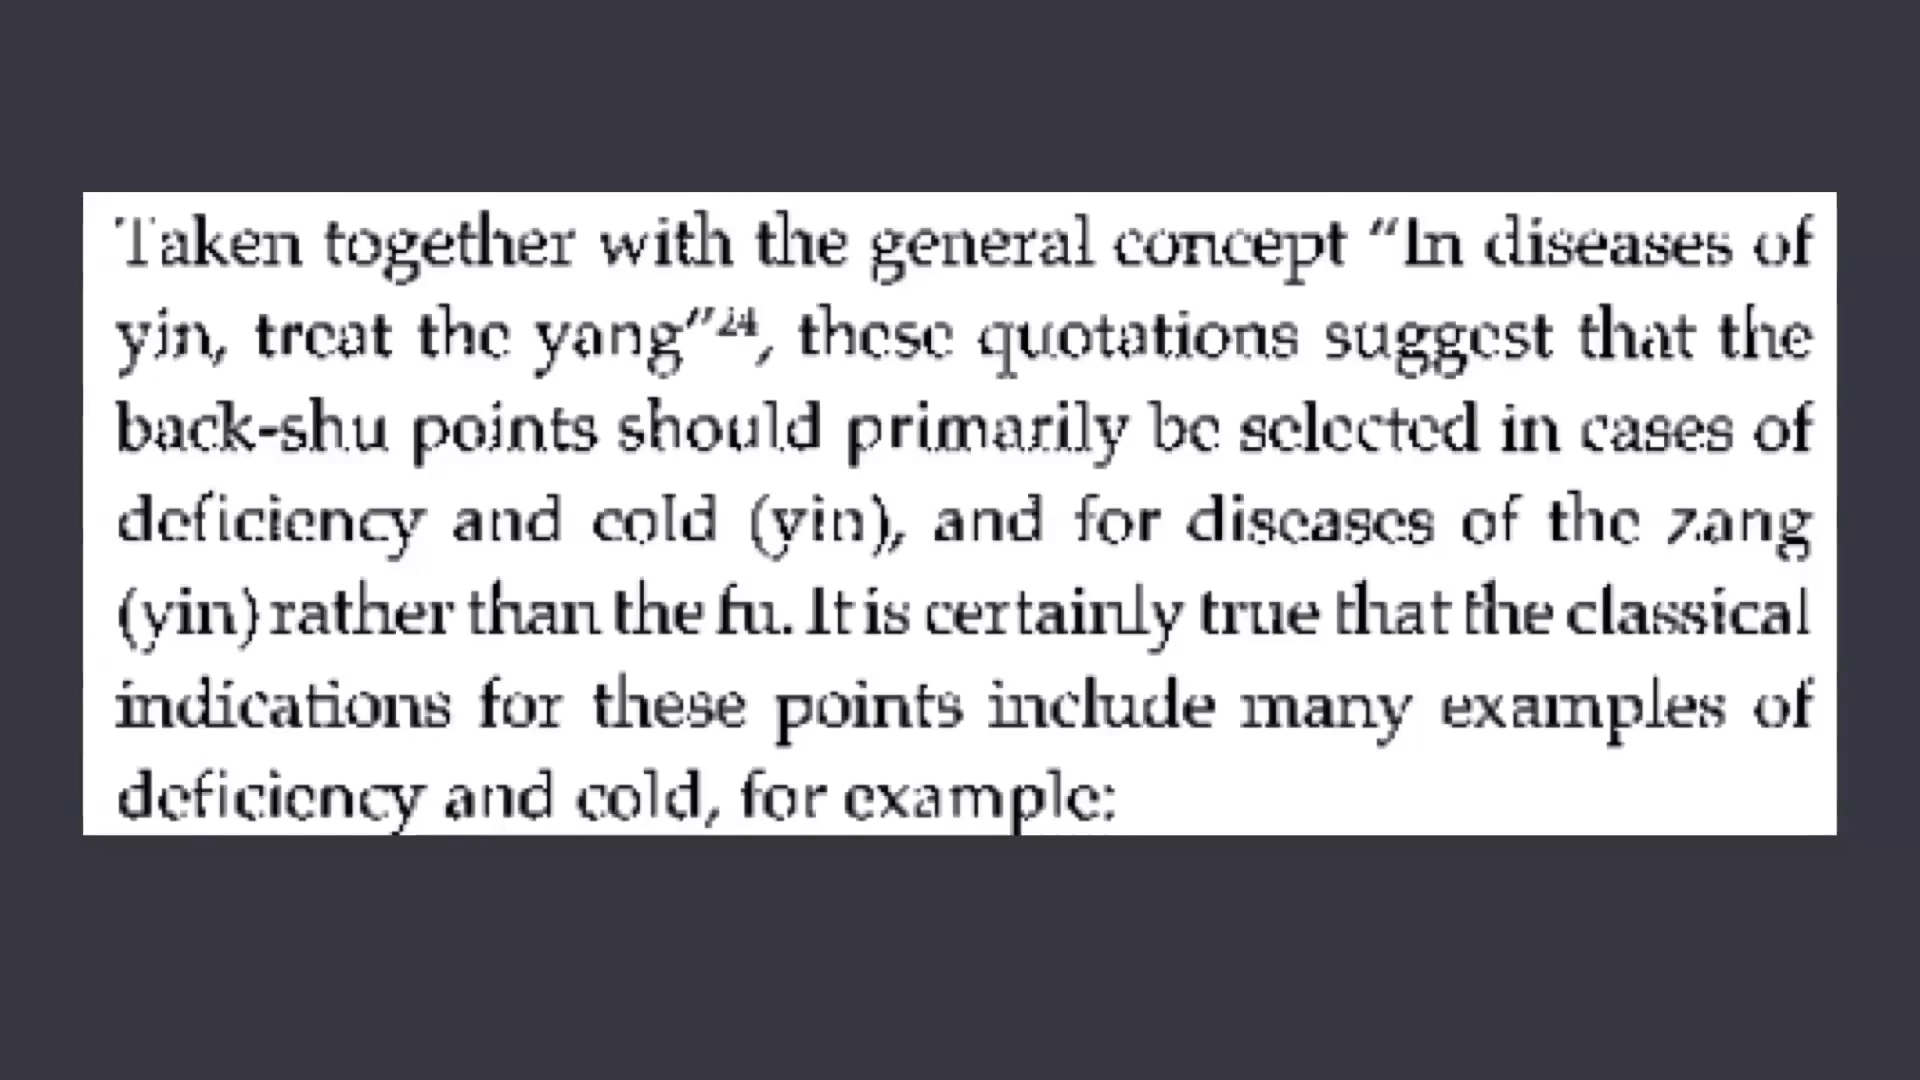 Taken together with the general concept “In diseases of
yin, treat the yang”24, these quotations suggest that the
back-shu points should primarily be selected in cases of
deficiency and cold (yin), and for diseases of the zang
(yin) rather than the fu. It is certainly true that the classical
indications for these points include many examples of
deficiency and cold, for example: